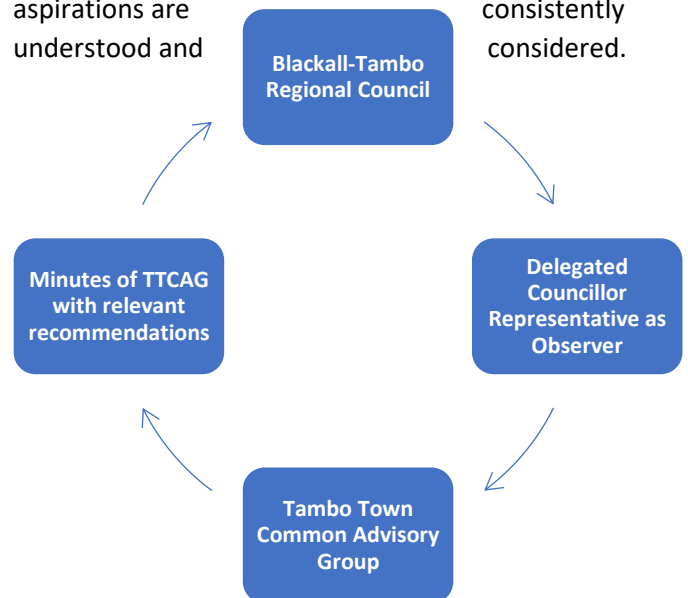 aspirations are consistently
understood and considered.
Blackall-Tambo
Regional Council
Delegated
Councillor
Representative as
Observer
Tambo Town
Common Advisory
Group
Minutes of TTCAG
with relevant
recommendations